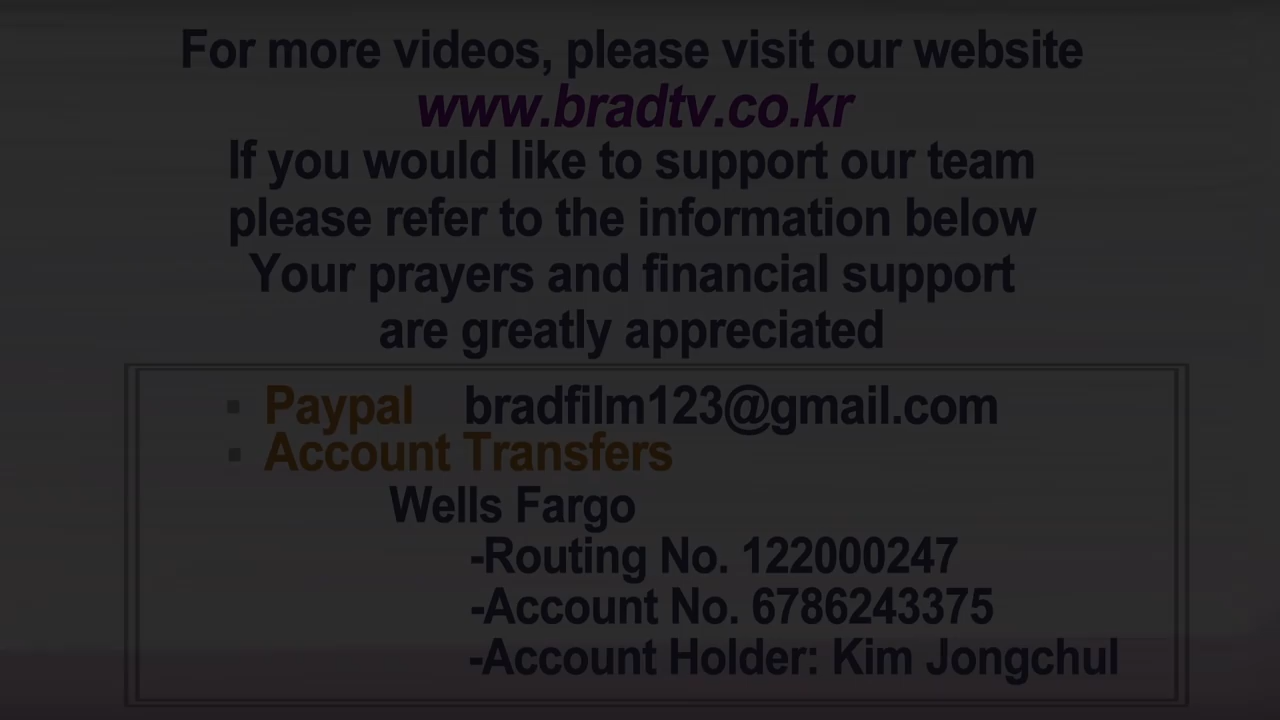 For more videos, please visit our website
www.bradtv.co.kr
If you would like to support our team
please refer to the information below
Your prayers and financial support
are greatly appreciated
▪ Paypal bradfilm123@gmail.com
▪ Account Transfers
Wells Fargo
-Routing No. 122000247
-Account No. 6786243375
-Account Holder: Kim Jongchul